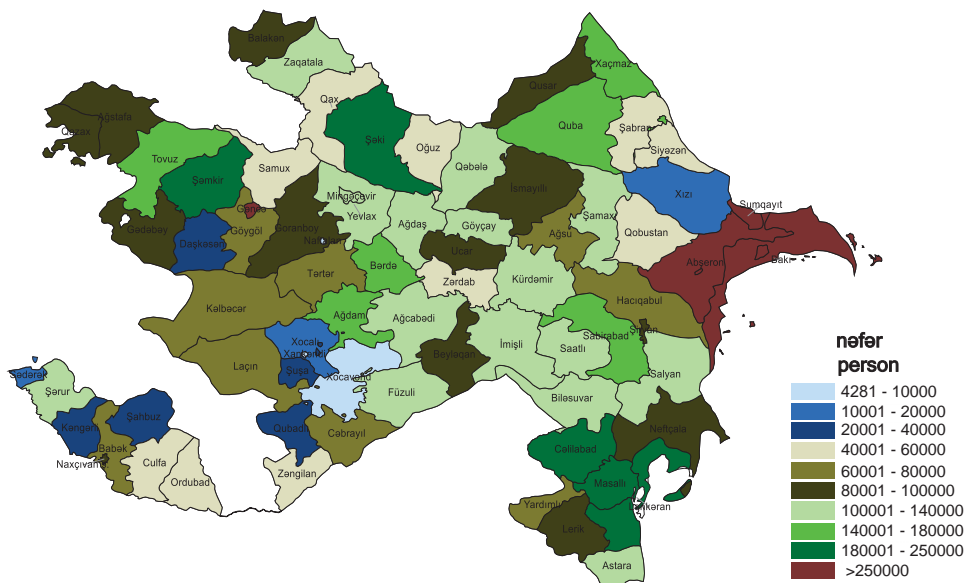 Balakan
Zaqatala
Xaçmaz
Qusar
Qax
Ağstafa
Qazax
Quba
Şabran
Şəki
Oğuz
Siyəzən
Tovuz
Samux
Qəbələ
Şəmkir
İsmayıllı
Xızı
Mingəçevir
Sumqayıt
Gəncə
Yevlax
Şamaxı
Goranboy
Ağdaş
Göyçay
Gədəbəy
Göygöl
Ağsu
Qobustan
Daşkəsən
Naftalan
Ucar
Abşeron
Bakı
Bərdə
Tərtər
Zərdab
Kürdəmir
Hacıqabul
Kəlbəcər
Ağdam
Ağcabədi
Şirvan
Sabirabad
Xocalı
İmişli
Saatlı
Xankəndi
Beyləqan
Laçın
Şuşa
Salyan
Sədərək
Xocavənd
Füzuli
Biləsuvar
Şərur
Şahbuz
Kəngərli
Qubadlı
Cəbrayıl
Neftçala
Babək
Cəlilabad
Naxçıvan
Culfa
Zəngilan
Ordubad
Masallı
Yardımlı
Lənkəran
Lerik
Astara
nəfər
person
4281 - 10000
10001 - 20000
20001 - 40000
40001 - 60000
60001 - 80000
80001 - 100000
100001 - 140000
140001 - 180000
180001 - 250000
>250000